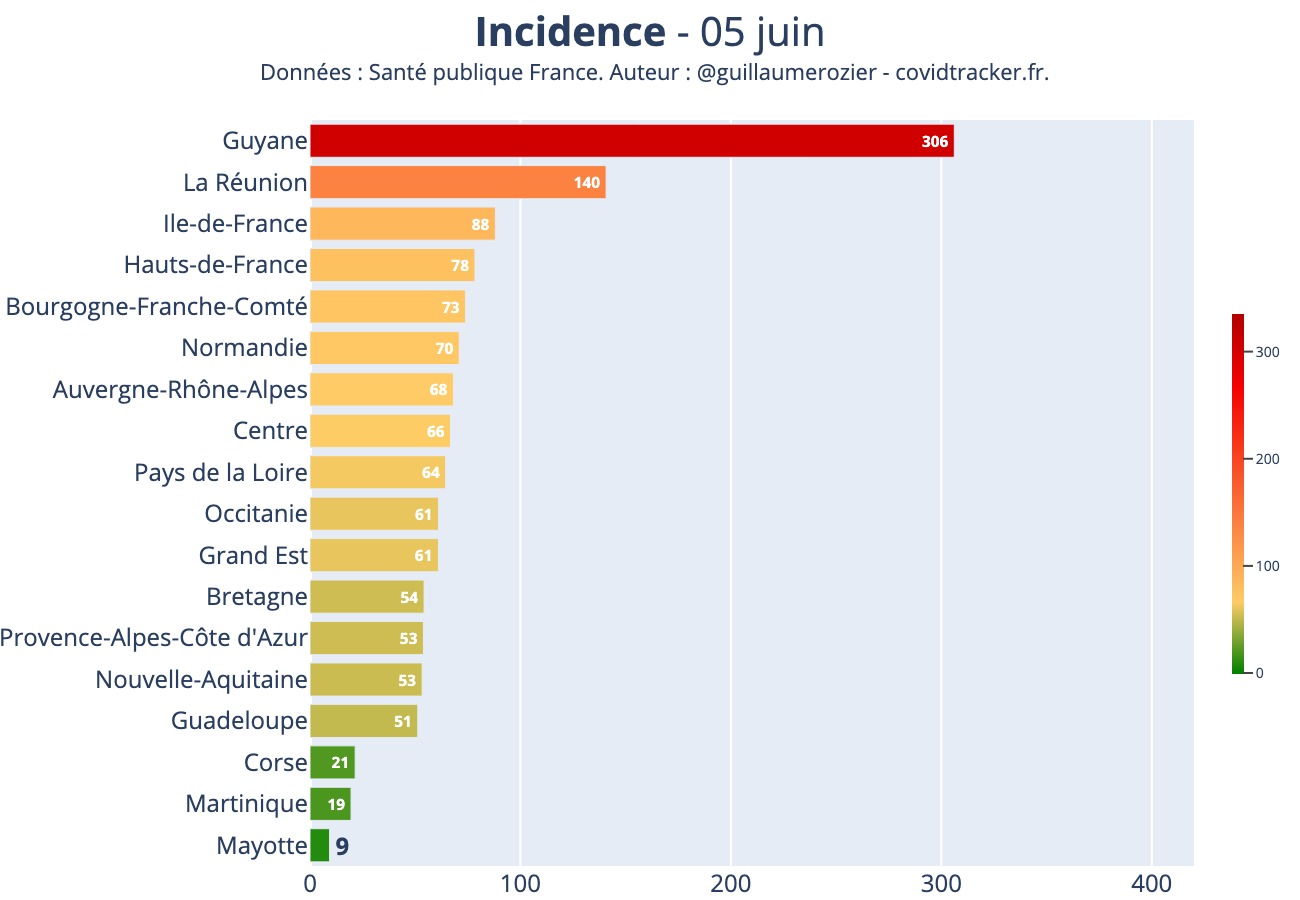 Incidence - 05 juin
Données : Santé publique France. Auteur : @guillaumerozier - covidtracker.fr.
Guyane 306
La Réunion 140
Ile-de-France 88
Hauts-de-France 78
Bourgogne-Franche-Comté 73
Normandie 70
Auvergne-Rhône-Alpes 68
Centre 66
Pays de la Loire 64
Occitanie 61
Grand Est 61
Bretagne 54
Provence-Alpes-Côte d'Azur 53
Nouvelle-Aquitaine 53
Guadeloupe 51
Corse 21
Martinique 19
Mayotte 9
0 100 200 300 400
300
200
100
0